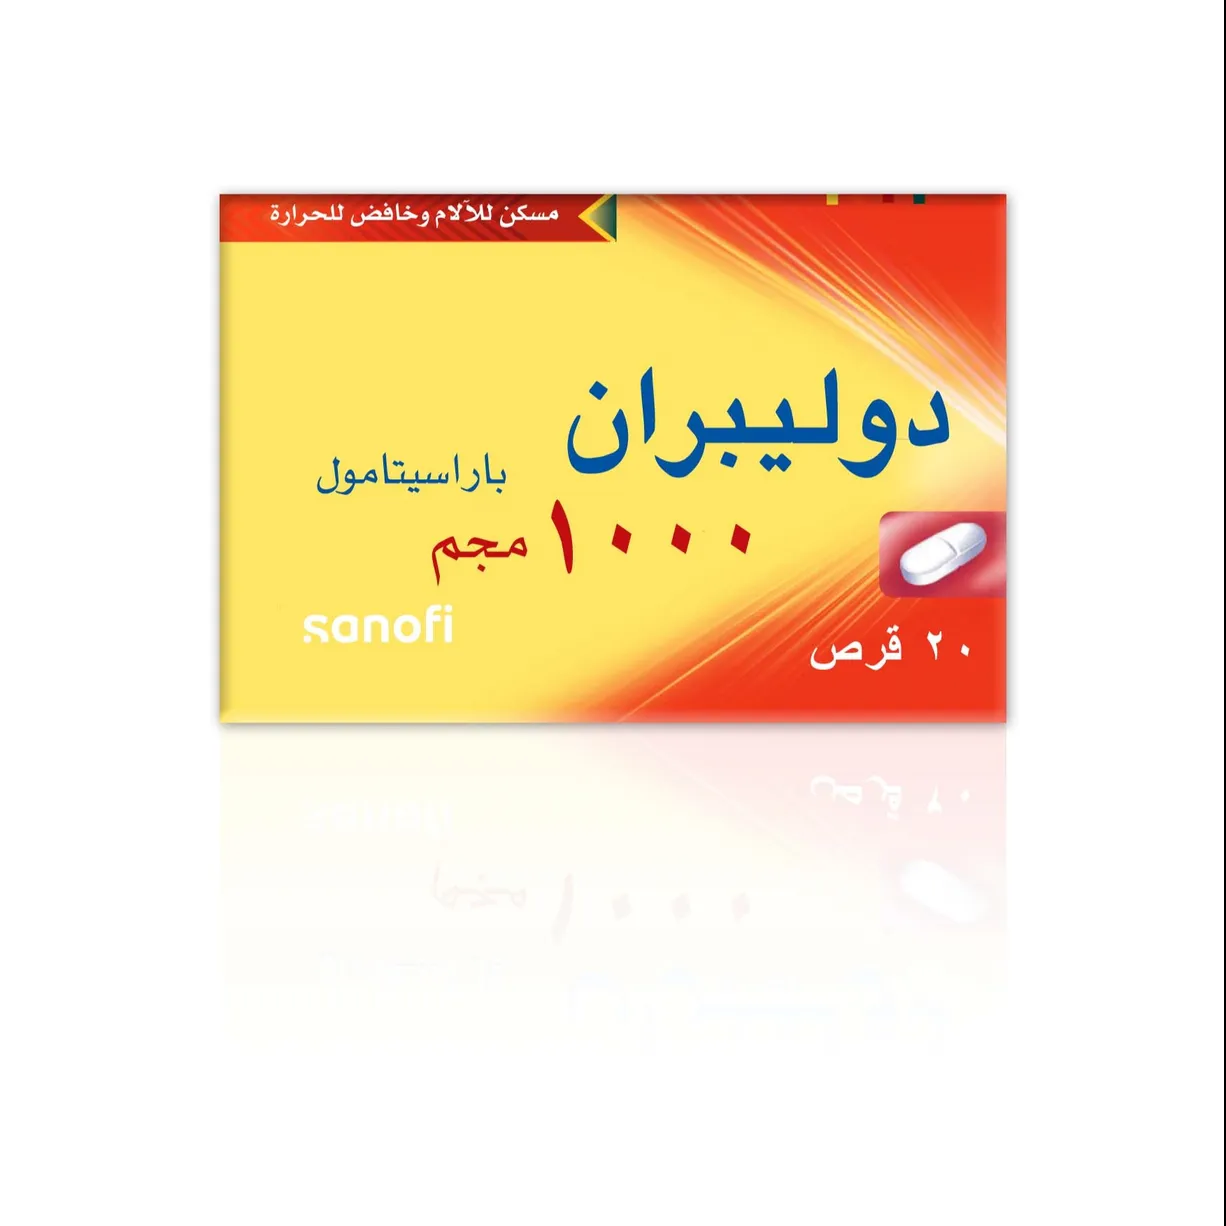 مسكن للآلام وخافض للحرارة
دوليبران
باراسيتامول
١٠٠٠ مجم
sanofi
٢٠ قرص